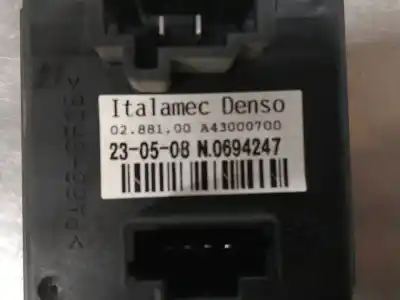 Italamec Denso
02.881.00 A43000700
23-05-08 N.0694247